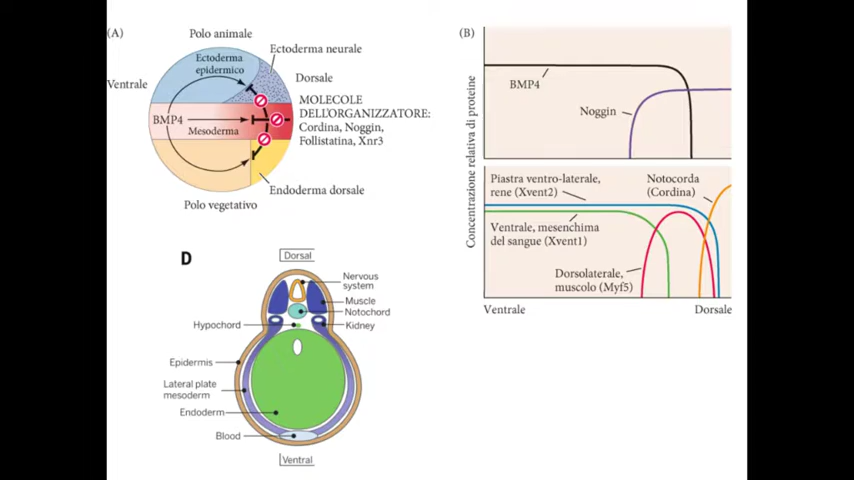 (A)
Polo animale
Ectoderma neurale
Ectoderma
epidermico
Ventrale
Dorsale
MOLECOLE
DELL'ORGANIZZATORE:
Cordina, Noggin,
Follistatina, Xnr3
BMP4
Mesoderma
Endoderma dorsale
Polo vegetativo
(B)
Concentrazione relativa di proteine
BMP4
Noggin
Piastra ventro-laterale,
rene (Xvent2)
Notocorda
(Cordina)
Ventrale, mesenchima
del sangue (Xvent1)
Dorsolaterale,
muscolo (Myf5)
Ventrale
Dorsale
D
Dorsal
Nervous
system
Muscle
Notochord
Kidney
Hypochord
Epidermis
Lateral plate
mesoderm
Endoderm
Blood
Ventral